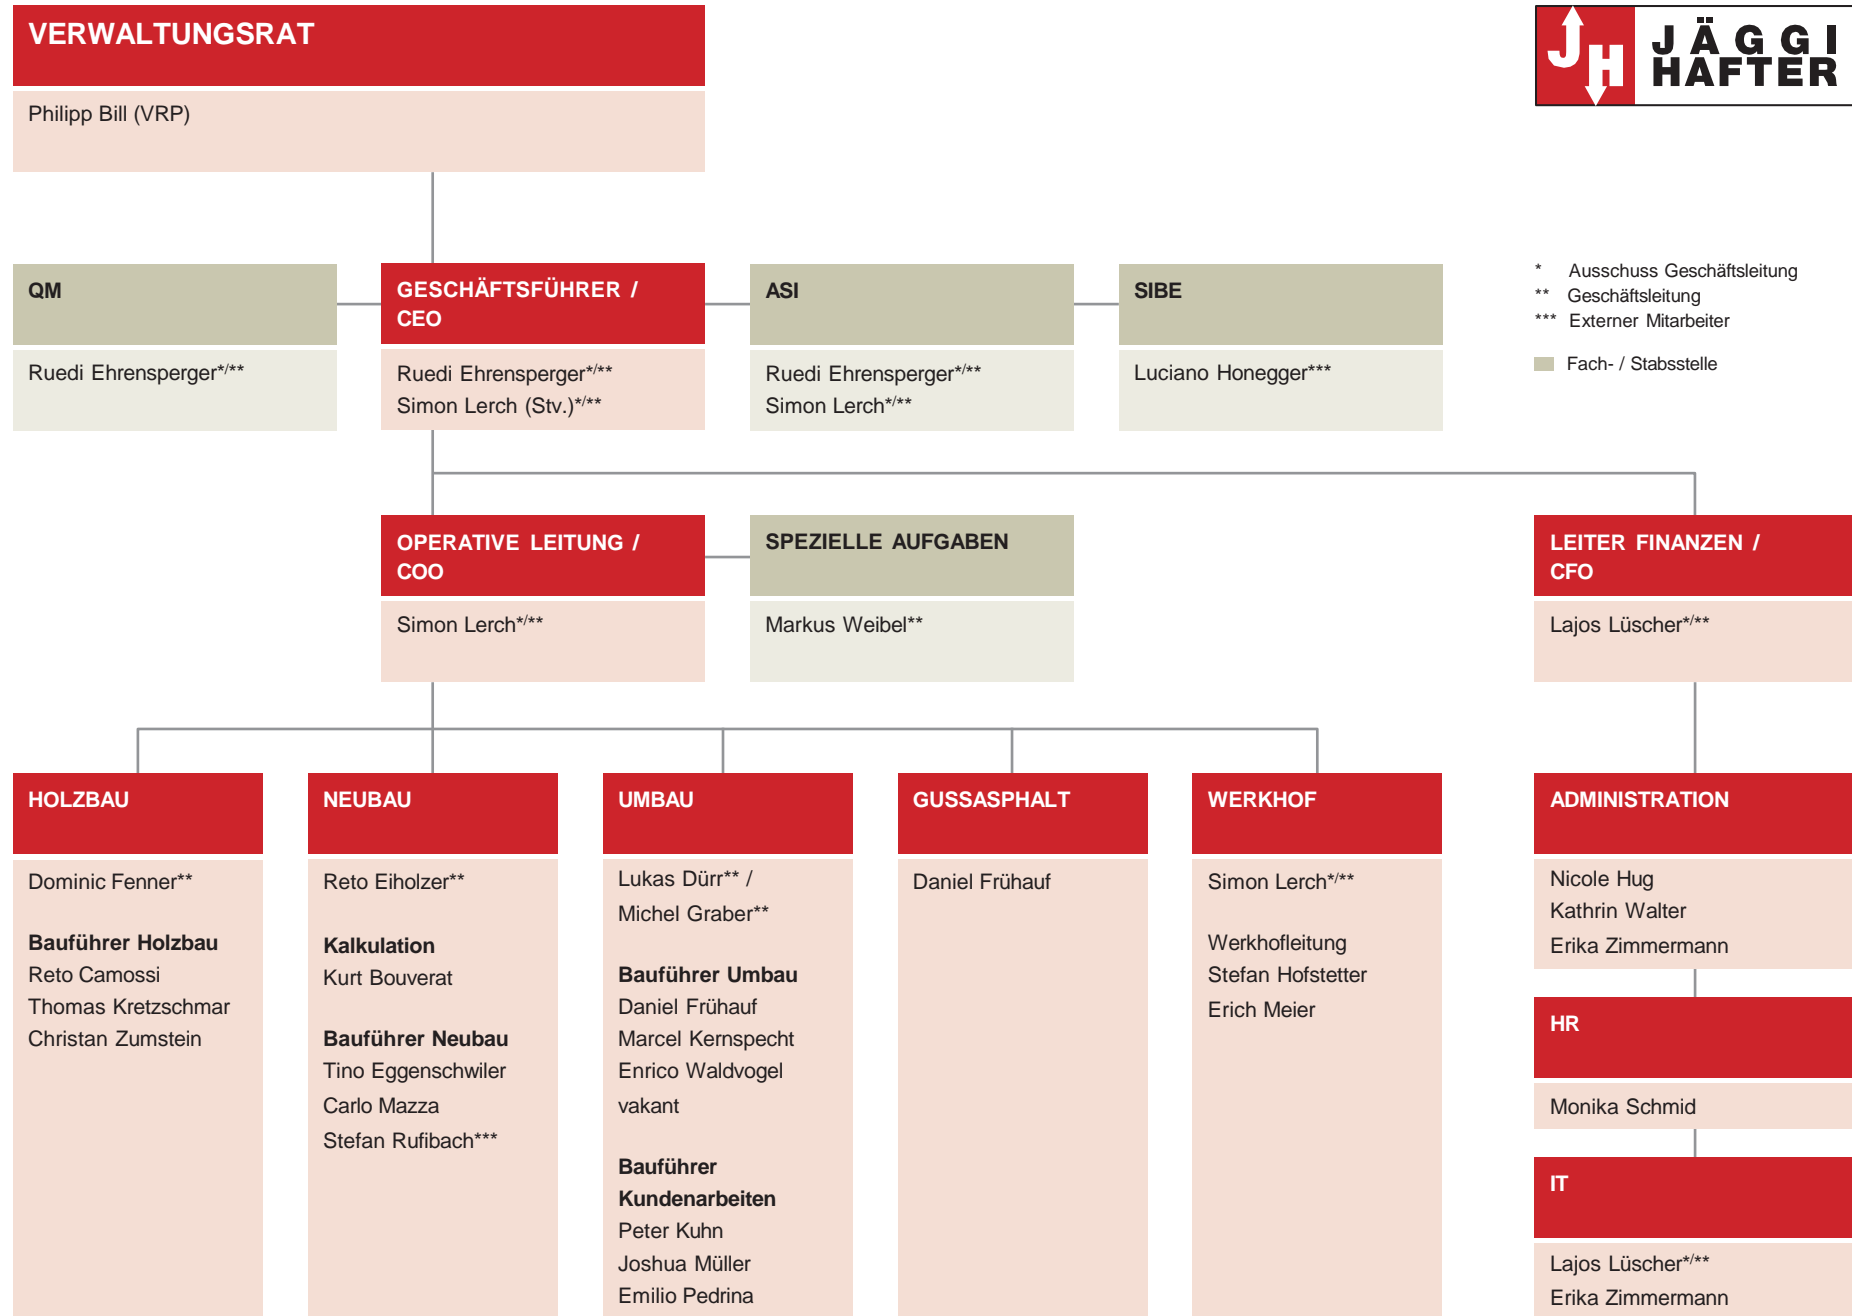 VERWALTUNGSRAT
Philipp Bill (VRP)
JH
JÄGGI
HAFTER
QM
Ruedi Ehrensperger*/**
GESCHÄFTSFÜHRER /
CEO
Ruedi Ehrensperger*/**
Simon Lerch (Stv.)*/**
ASI
Ruedi Ehrensperger*/**
Simon Lerch*/**
SIBE
Luciano Honegger***
* Ausschuss Geschäftsleitung
** Geschäftsleitung
*** Externer Mitarbeiter
Fach- / Stabsstelle
OPERATIVE LEITUNG /
COO
Simon Lerch*/**
SPEZIELLE AUFGABEN
Markus Weibel**
LEITER FINANZEN /
CFO
Lajos Lüscher*/**
HOLZBAU
Dominic Fenner**
Bauführer Holzbau
Reto Camossi
Thomas Kretzschmar
Christan Zumstein
NEUBAU
Reto Eiholzer**
Kalkulation
Kurt Bouverat
Bauführer Neubau
Tino Eggenschwiler
Carlo Mazza
Stefan Rufibach***
UMBAU
Lukas Dürr** /
Michel Graber**
Bauführer Umbau
Daniel Frühauf
Marcel Kernspecht
Enrico Waldvogel
vakant
Bauführer
Kundenarbeiten
Peter Kuhn
Joshua Müller
Emilio Pedrina
GUSSASPHALT
Daniel Frühauf
WERKHOF
Simon Lerch*/**
Werkhofleitung
Stefan Hofstetter
Erich Meier
ADMINISTRATION
Nicole Hug
Kathrin Walter
Erika Zimmermann
HR
Monika Schmid
IT
Lajos Lüscher*/**
Erika Zimmermann